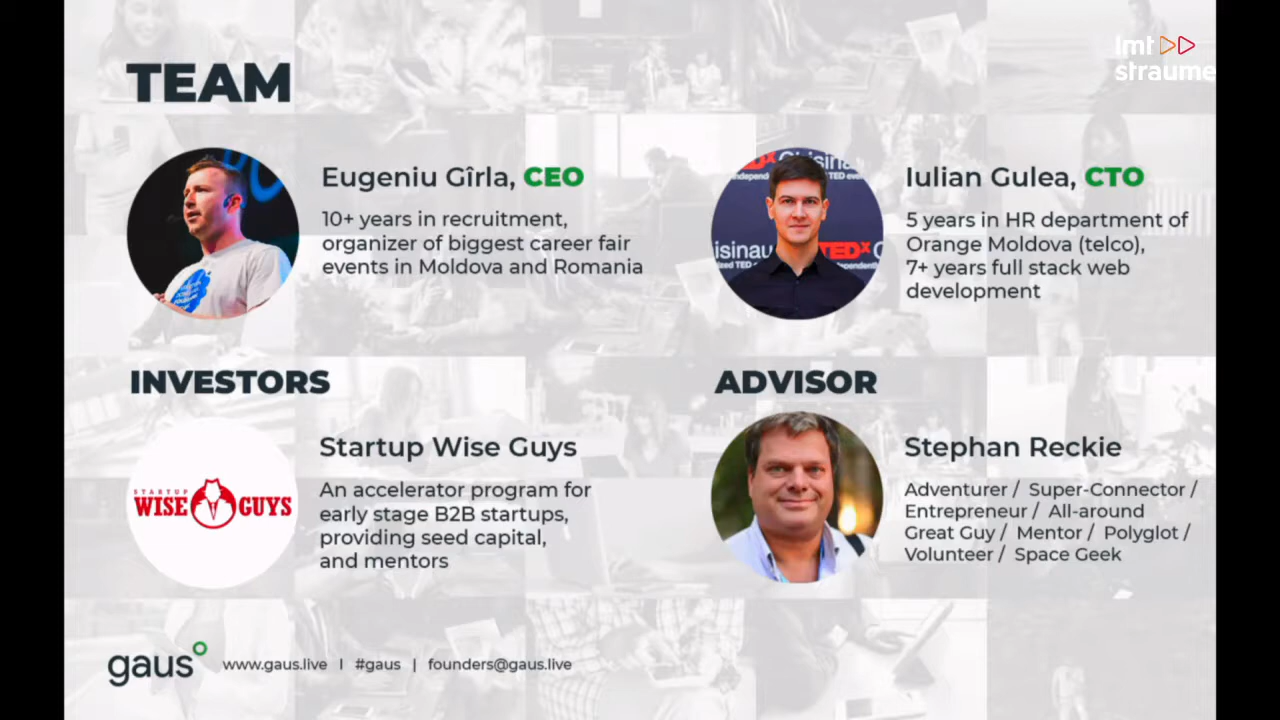 lmt
straume
TEAM
Eugeniu Gîrla, CEO
10+ years in recruitment,
organizer of biggest career fair
events in Moldova and Romania
Iulian Gulea, CTO
5 years in HR department of
Orange Moldova (telco),
7+ years full stack web
development
INVESTORS
STARTUP
WISE GUYS
Startup Wise Guys
An accelerator program for
early stage B2B startups,
providing seed capital,
and mentors
ADVISOR
Stephan Reckie
Adventurer / Super-Connector /
Entrepreneur / All-around
Great Guy / Mentor / Polyglot /
Volunteer / Space Geek
gaus
www.gaus.live I #gaus | founders@gaus.live